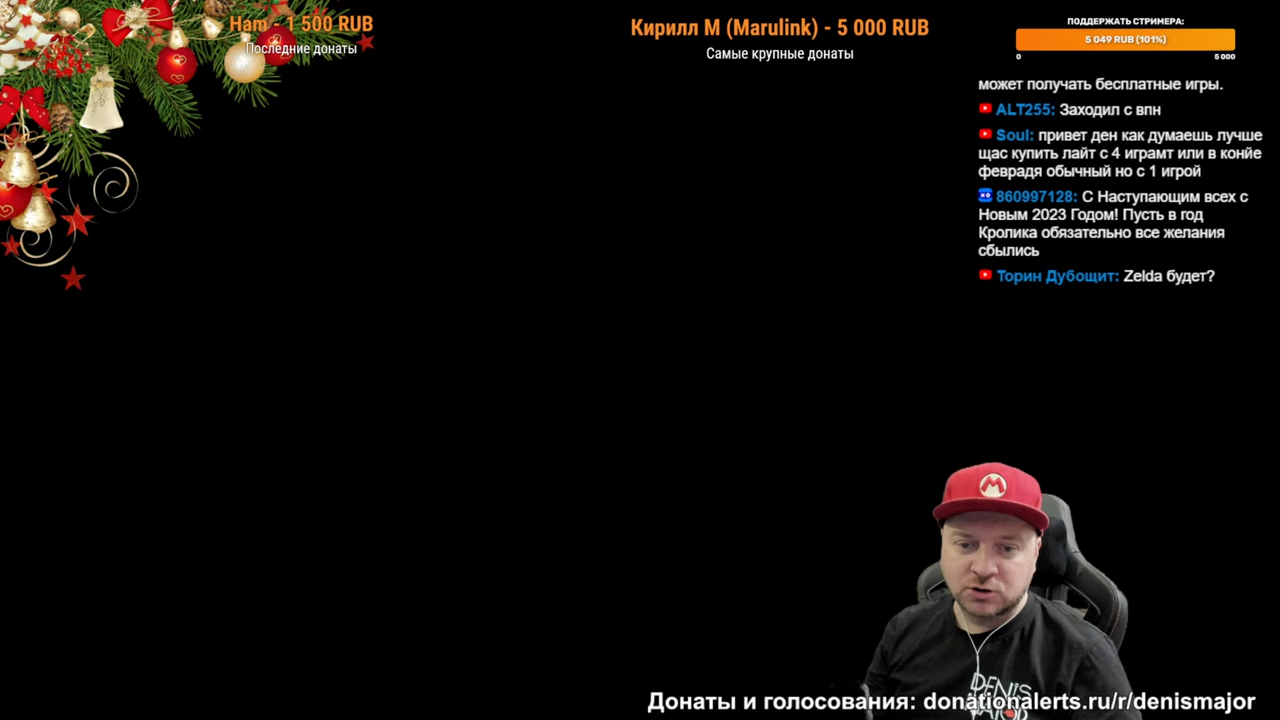 Ham - 1 500 RUB
Последние донаты
Кирилл М (Marulink) - 5 000 RUB
Самые крупные донаты
ПОДДЕРЖАТЬ СТРИМЕРА:
5 049 RUB (101%)
0
5 000
может получать бесплатные игры.
ALT255: Заходил с впн
Soul: привет ден как думаешь лучше
щас купить лайт с 4 играмт или в конйе
феврадя обычный но с 1 игрой
860997128: С Наступающим всех с
Новым 2023 Годом! Пусть в год
Кролика обязательно все желания
сбылись
Торин Дубощит: Zelda будет?
DENIS
Донаты и голосования: donationalerts.ru/r/denismajor